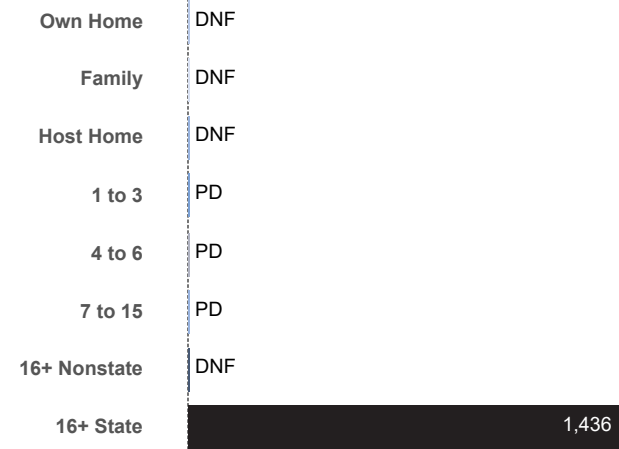 Own Home DNF
Family DNF
Host Home DNF
1 to 3 PD
4 to 6 PD
7 to 15 PD
16+ Nonstate DNF
16+ State 1,436